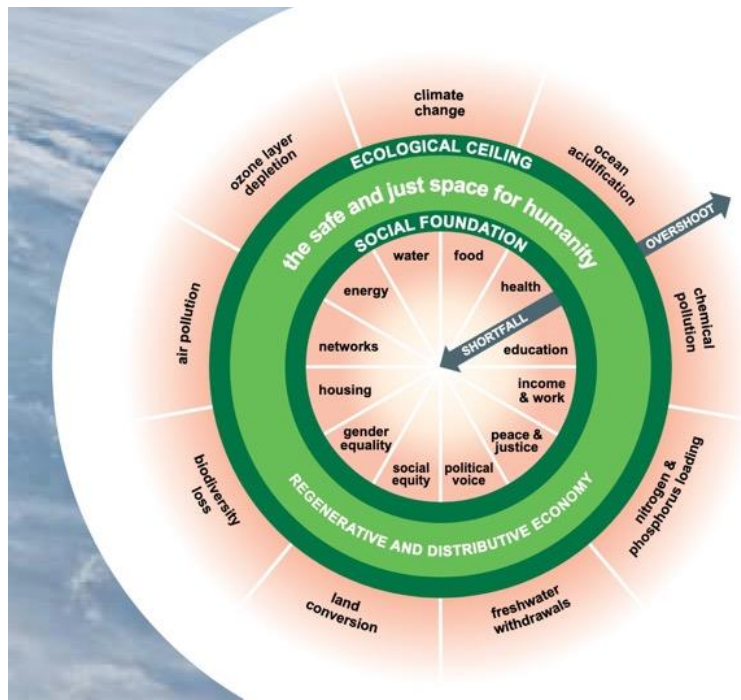 climate
change
ocean
acidification
chemical
pollution
nitrogen &
phosphorus loading
freshwater
withdrawals
land
conversion
biodiversity
loss
air pollution
ozone layer
depletion
ECOLOGICAL CEILING
the safe and just space for humanity
SOCIAL FOUNDATION
OVERSHOOT
SHORTFALL
water
food
health
education
income
& work
peace &
justice
political
voice
social
equity
gender
equality
housing
networks
energy
REGENERATIVE AND DISTRIBUTIVE ECONOMY